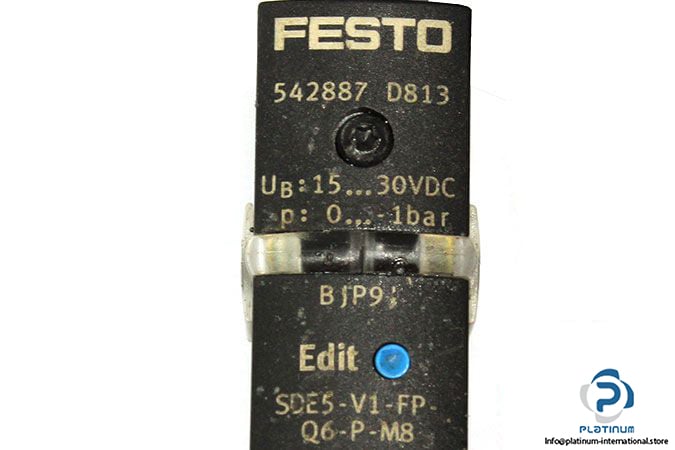 FESTO
542887 D813
UB:15...30VDC
p: 0...-1bar
BJP9
Edit
SDE5-V1-FP-
Q6-P-M8
PLATINUM
Info@platinum-international.store